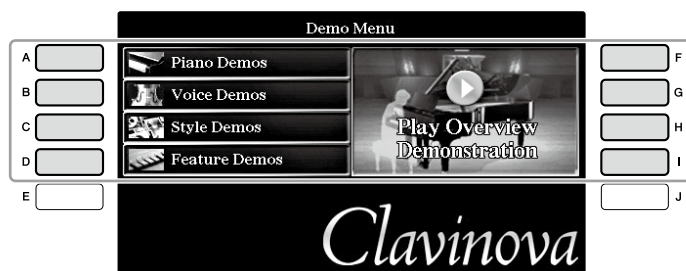 Demo Menu
A
Piano Demos
F
B
Voice Demos
G
C
Style Demos
H
D
Feature Demos
I
Play Overview
Demonstration
E
J
Clavinova